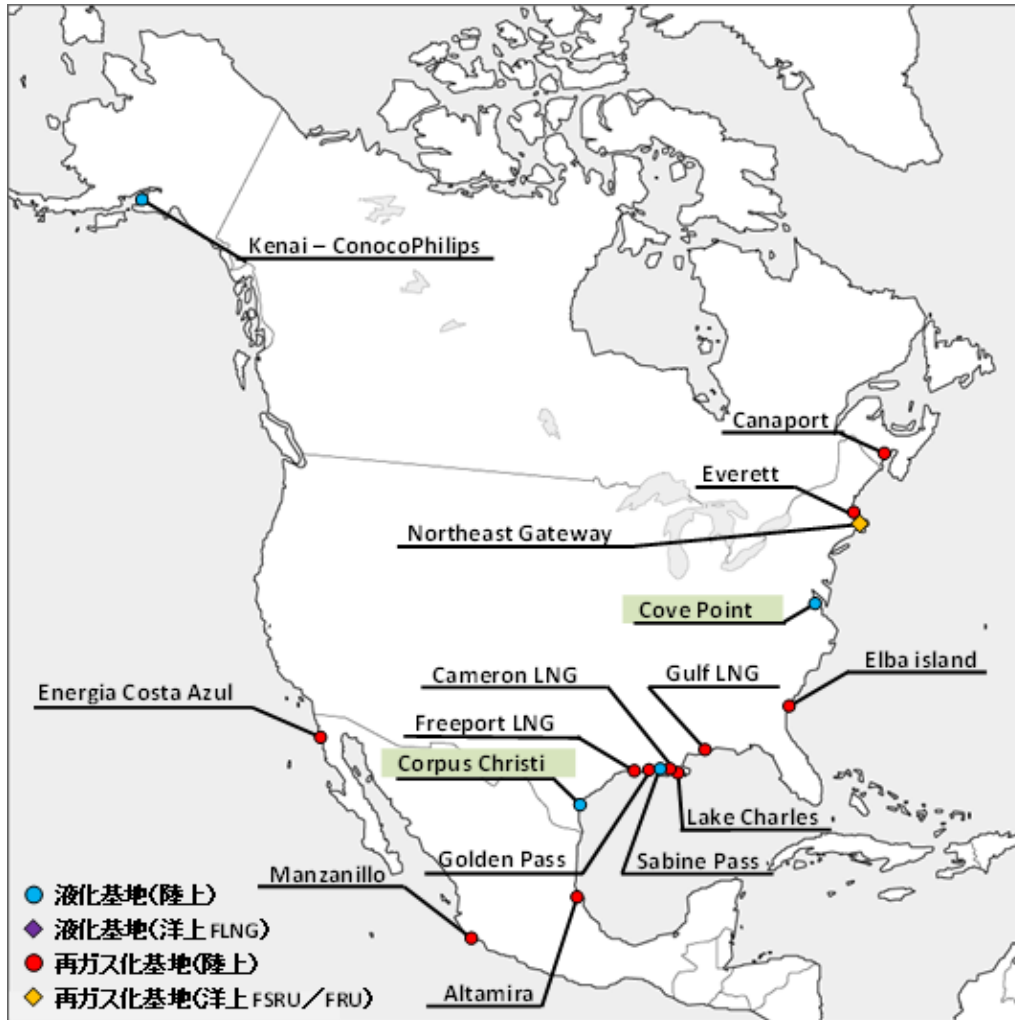 Kenai – ConocoPhilips
Canaport
Everett
Northeast Gateway
Cove Point
Cameron LNG
Gulf LNG
Elba island
Energia Costa Azul
Freeport LNG
Corpus Christi
Lake Charles
Golden Pass
Sabine Pass
Manzanillo
Altamira
液化基地(陸上)
液化基地(洋上FLNG)
再ガス化基地(陸上)
再ガス化基地(洋上FSRU／FRU)